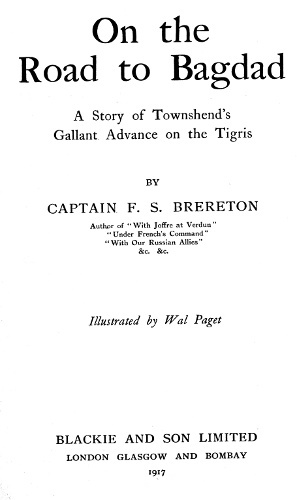 On the
Road to Bagdad
A Story of Townshend's
Gallant Advance on the Tigris
BY
CAPTAIN F. S. BRERETON
Author of "With Joffre at Verdun"
"Under French's Command"
"With Our Russian Allies"
&c. &c.
Illustrated by Wal Paget
BLACKIE AND SON LIMITED
LONDON GLASGOW AND BOMBAY
1917